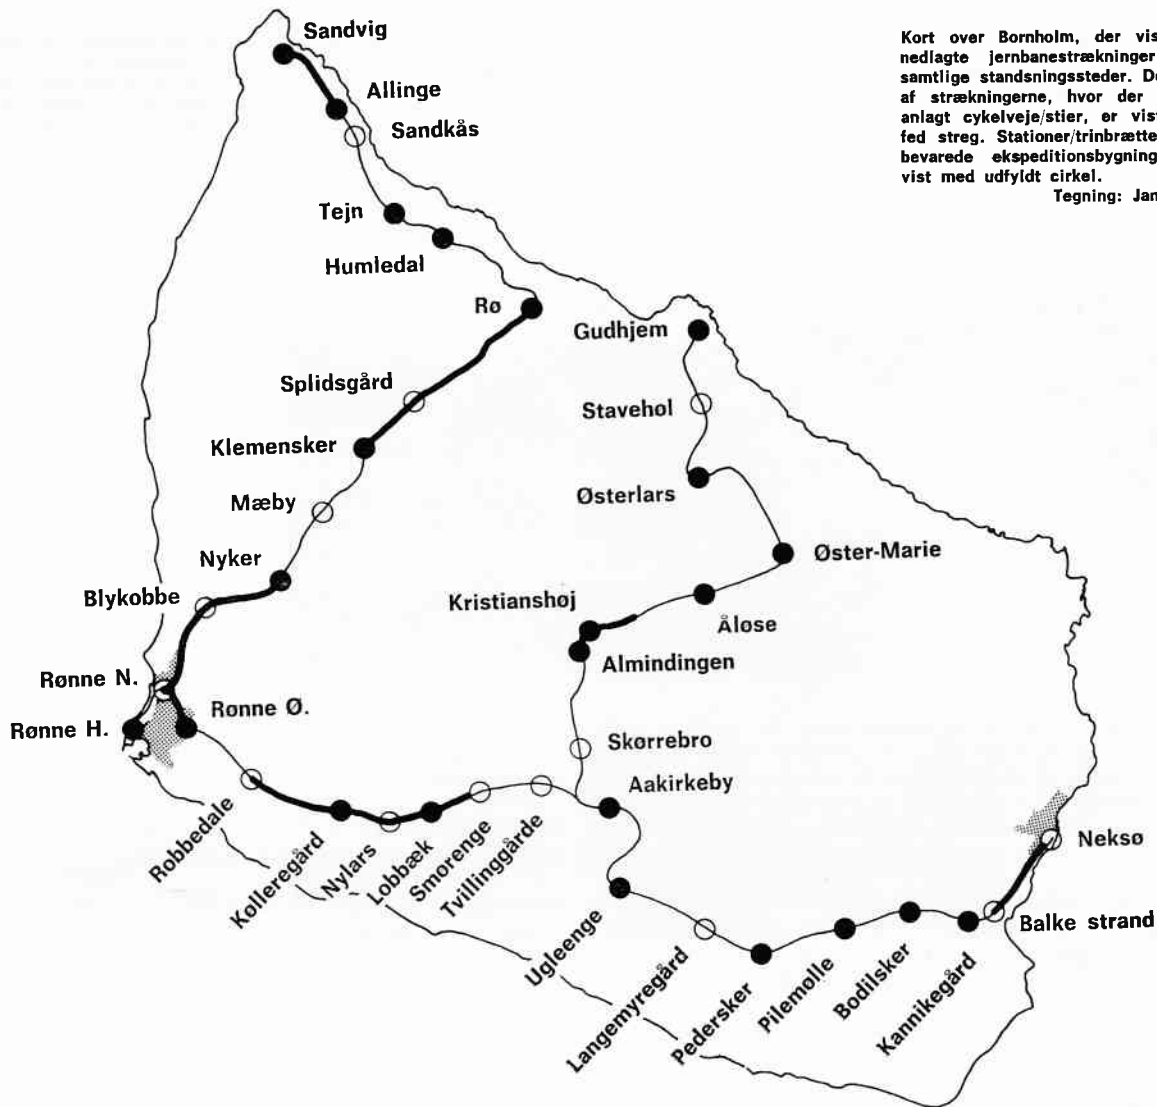 Kort over Bornholm, der vis
nedlagte jernbanestrækninger
samtlige standsningssteder. De
af strækningerne, hvor der
anlagt cykelveje/stier, er vist
fed streg. Stationer/trinbrætte
bevarede ekspeditionsbygning
vist med udfyldt cirkel.
Tegning: Jan
Sandvig
Allinge
Sandkås
Tejn
Humledal
Rø
Gudhjem
Splidsgård
Stavehøl
Klemensker
Østerlars
Mæby
Øster-Marie
Nyker
Blykobbe
Kristianshøj
Åløse
Almindingen
Rønne N.
Rønne Ø.
Rønne H.
Skørrebro
Aakirkeby
Robbedale
Kølleregård
Nylars
Lobbæk
Smørenge
Tvillinggårde
Neksø
Ugleenge
Langemyregård
Pedersker
Pilemølle
Bodilsker
Kannikegård
Balke strand